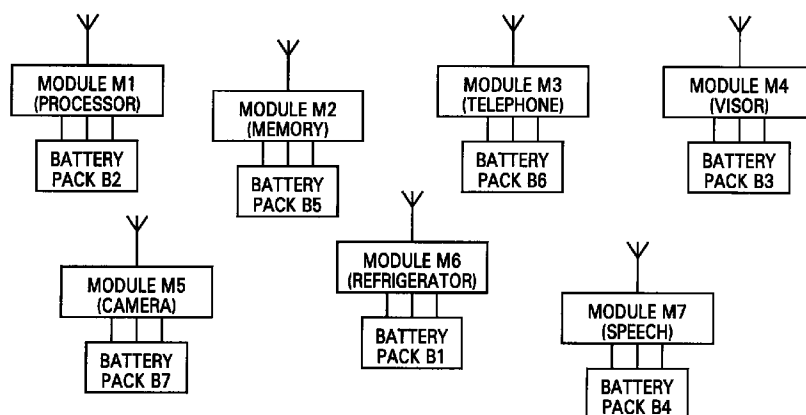 MODULE M1
(PROCESSOR)
BATTERY
PACK B2
MODULE M2
(MEMORY)
BATTERY
PACK B5
MODULE M3
(TELEPHONE)
BATTERY
PACK B6
MODULE M4
(VISOR)
BATTERY
PACK B3
MODULE M5
(CAMERA)
BATTERY
PACK B7
MODULE M6
(REFRIGERATOR)
BATTERY
PACK B1
MODULE M7
(SPEECH)
BATTERY
PACK B4